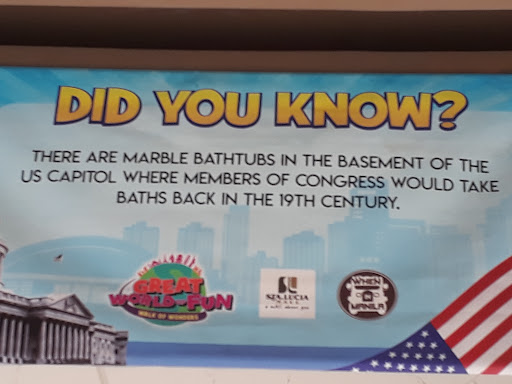 DID YOU KNOW?
THERE ARE MARBLE BATHTUBS IN THE BASEMENT OF THE
US CAPITOL WHERE MEMBERS OF CONGRESS WOULD TAKE
BATHS BACK IN THE 19TH CENTURY.
GREAT
WORLD OF FUN
WALK OF WONDERS
STA. LUCIA
MALL
WHEN
MANILA